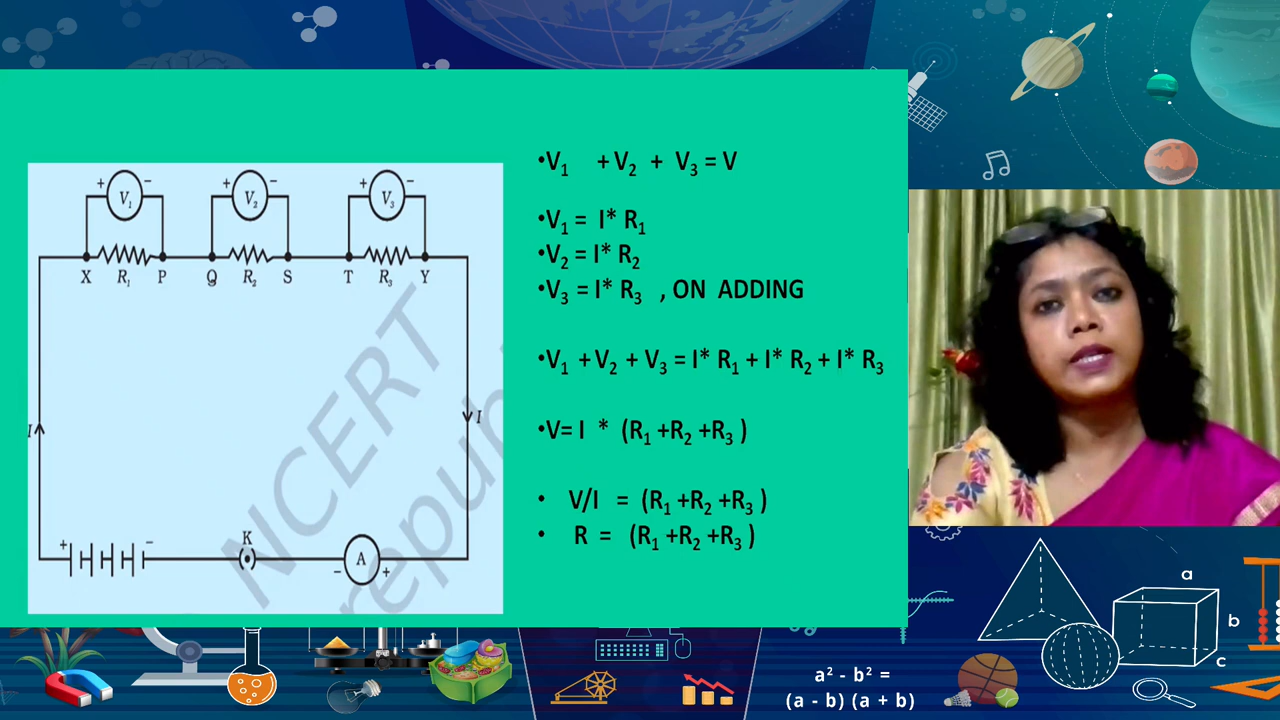 •V₁ + V₂ + V₃ = V
•V₁ = I* R₁
•V₂ = I* R₂
•V₃ = I* R₃ , ON ADDING
•V₁ + V₂ + V₃ = I* R₁ + I* R₂ + I* R₃
•V= I * (R₁ +R₂ +R₃ )
• V/I = (R₁ +R₂ +R₃ )
• R = (R₁ +R₂ +R₃ )
+ V₁ − + V₂ − + V₃ −
X R₁ P Q R₂ S T R₃ Y
I I
+ − K
− A +
NCERT
republ
a
b
c
a² - b² =
(a - b) (a + b)